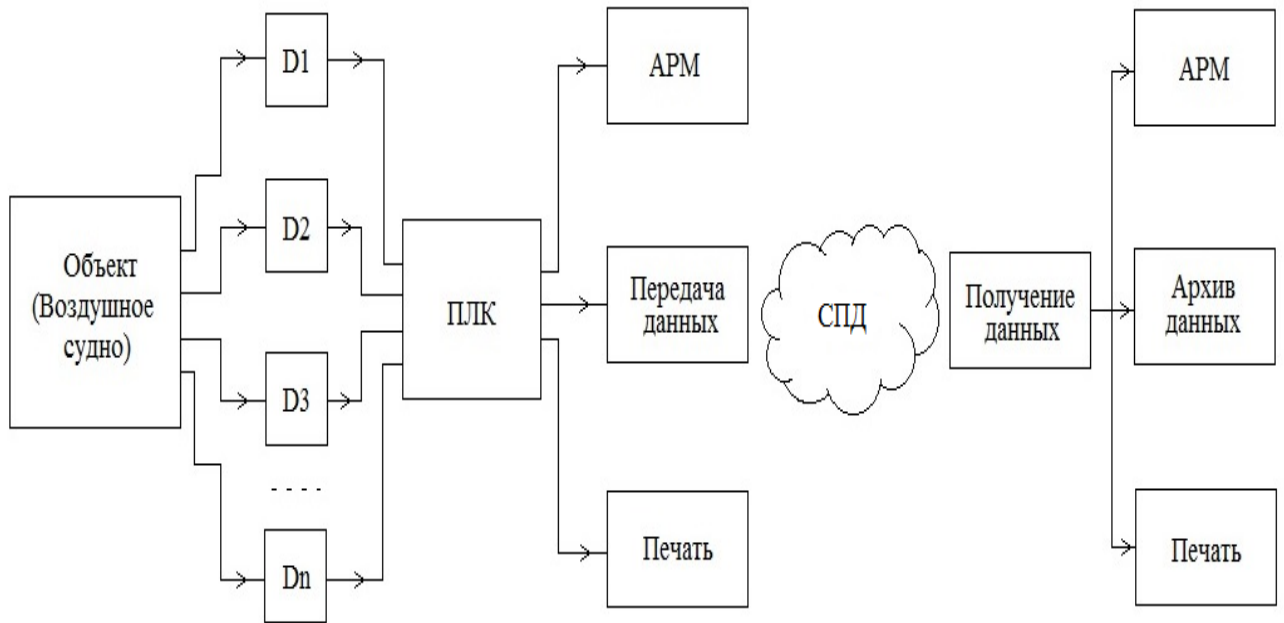 Объект
(Воздушное
судно)
D1
D2
D3
- - - -
Dn
ПЛК
АРМ
Передача
данных
Печать
СПД
Получение
данных
АРМ
Архив
данных
Печать